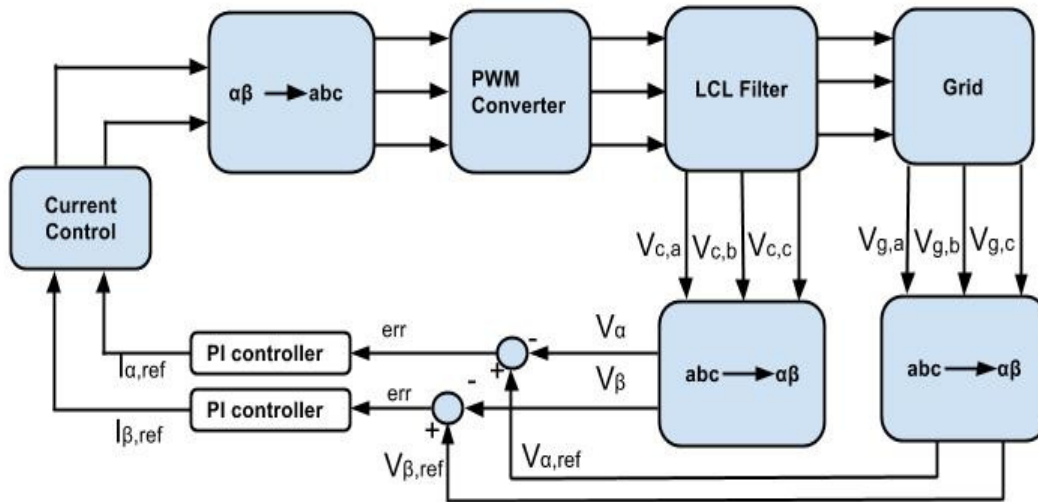 αβ → abc
PWM
Converter
LCL Filter
Grid
Current
Control
Vc,a
Vc,b
Vc,c
Vg,a
Vg,b
Vg,c
abc → αβ
abc → αβ
Vα
-
+
err
PI controller
Iα,ref
Vβ
-
+
err
PI controller
Iβ,ref
Vα,ref
Vβ,ref